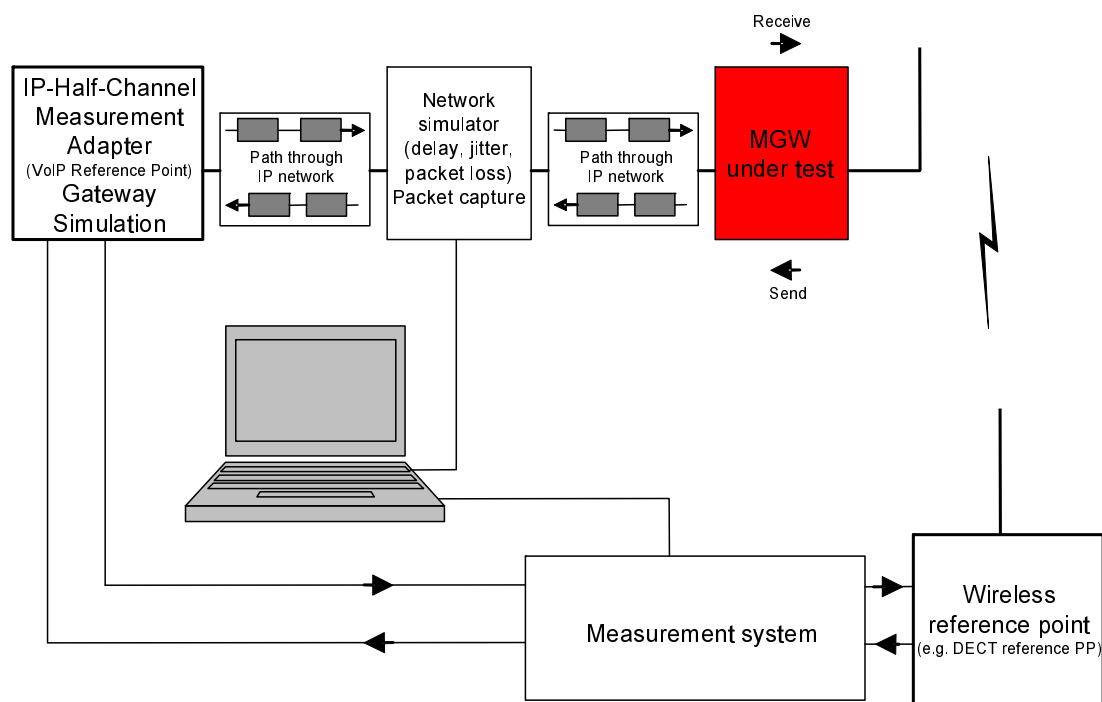 Receive
IP-Half-Channel
Measurement
Adapter
(VoIP Reference Point)
Gateway
Simulation
Path through
IP network
Network
simulator
(delay, jitter,
packet loss)
Packet capture
Path through
IP network
MGW
under test
Send
Measurement system
Wireless
reference point
(e.g. DECT reference PP)